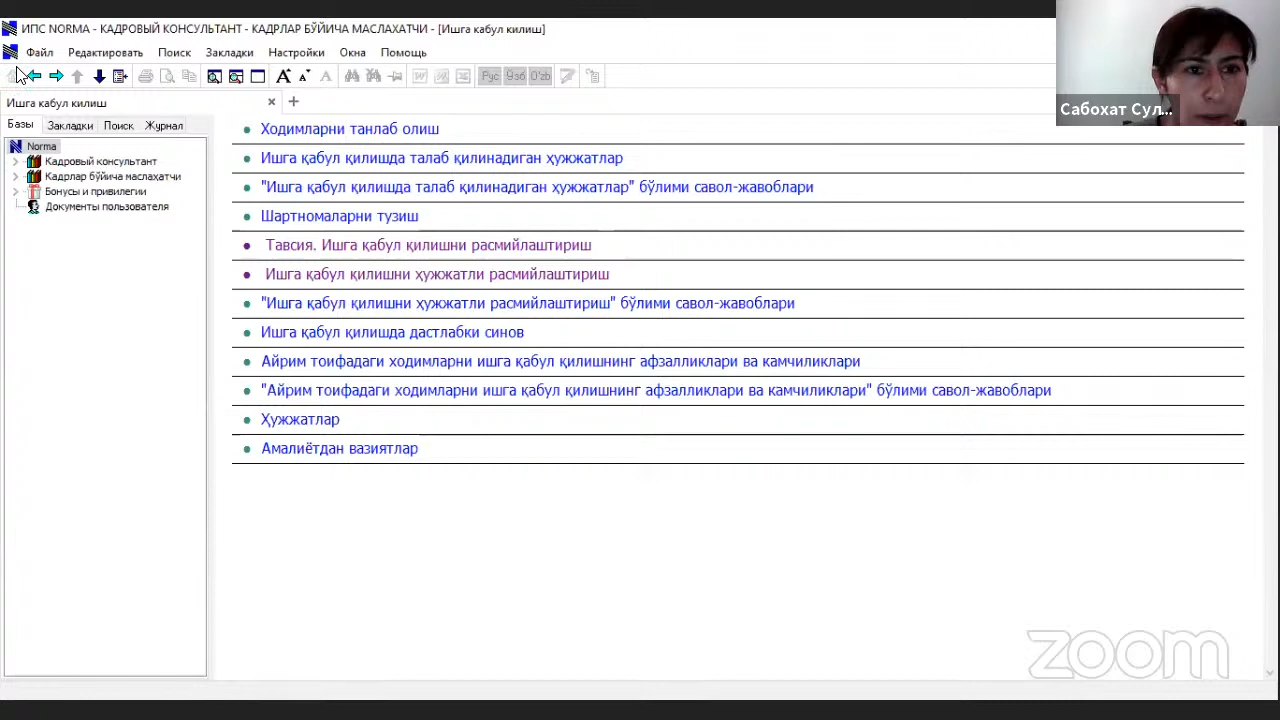 ИПС NORMA - КАДРОВЫЙ КОНСУЛЬТАНТ - КАДРЛАР БЎЙИЧА МАСЛАХАТЧИ - [Ишга кабул килиш]
Файл Редактировать Поиск Закладки Настройки Окна Помощь
Рус Ўзб O'zb
Сабохат Сул...
Ишга кабул килиш
Базы Закладки Поиск Журнал
Norma
Кадровый консультант
Кадрлар бўйича маслаҳатчи
Бонусы и привилегии
Документы пользователя
Ходимларни танлаб олиш
Ишга қабул қилишда талаб қилинадиган ҳужжатлар
"Ишга қабул қилишда талаб қилинадиган ҳужжатлар" бўлими савол-жавоблари
Шартномаларни тузиш
Тавсия. Ишга қабул қилишни расмийлаштириш
Ишга қабул қилишни ҳужжатли расмийлаштириш
"Ишга қабул қилишни ҳужжатли расмийлаштириш" бўлими савол-жавоблари
Ишга қабул қилишда дастлабки синов
Айрим тоифадаги ходимларни ишга қабул қилишнинг афзалликлари ва камчиликлари
"Айрим тоифадаги ходимларни ишга қабул қилишнинг афзалликлари ва камчиликлари" бўлими савол-жавоблари
Ҳужжатлар
Амалиётдан вазиятлар
zoom